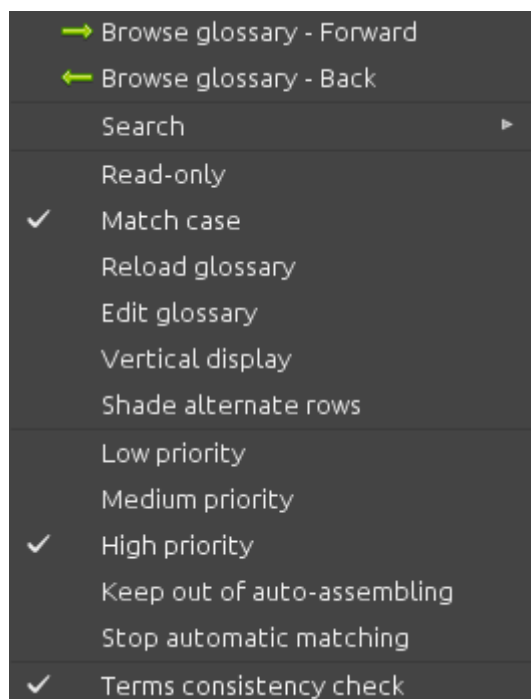 Browse glossary - Forward
Browse glossary - Back
Search
Read-only
Match case
Reload glossary
Edit glossary
Vertical display
Shade alternate rows
Low priority
Medium priority
High priority
Keep out of auto-assembling
Stop automatic matching
Terms consistency check